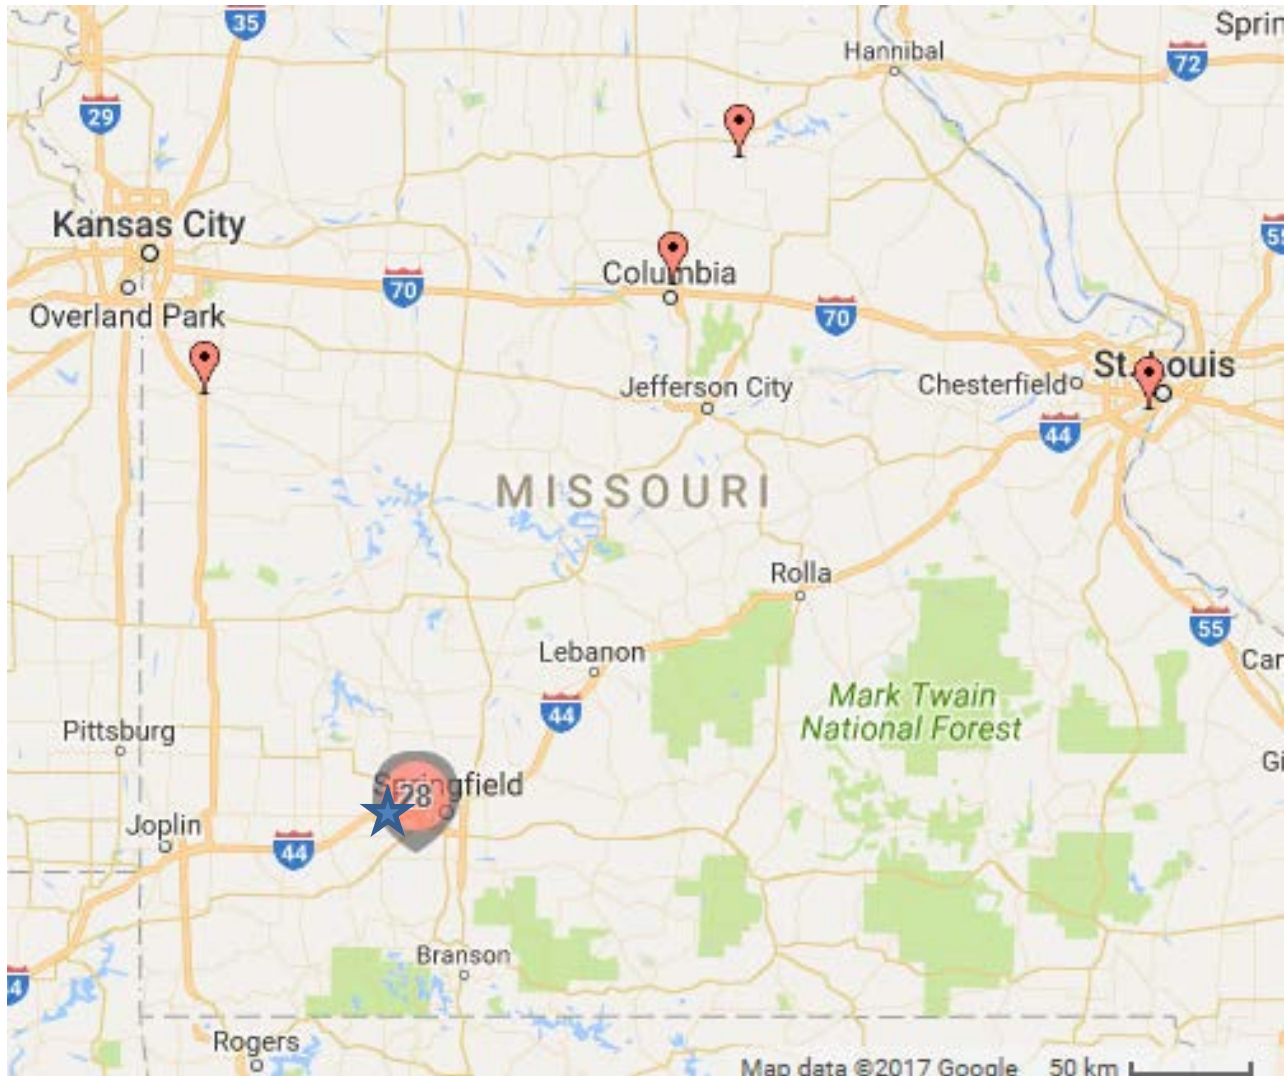 35
Sprin
Hannibal
72
29
Kansas City
55
Columbia
70
70
Overland Park
St. Louis
Chesterfield
Jefferson City
44
MISSOURI
Rolla
55
Lebanon
Car
Mark Twain
National Forest
44
Pittsburg
Gi
Springfield
28
Joplin
44
Branson
4
Rogers
Map data ©2017 Google 50 km